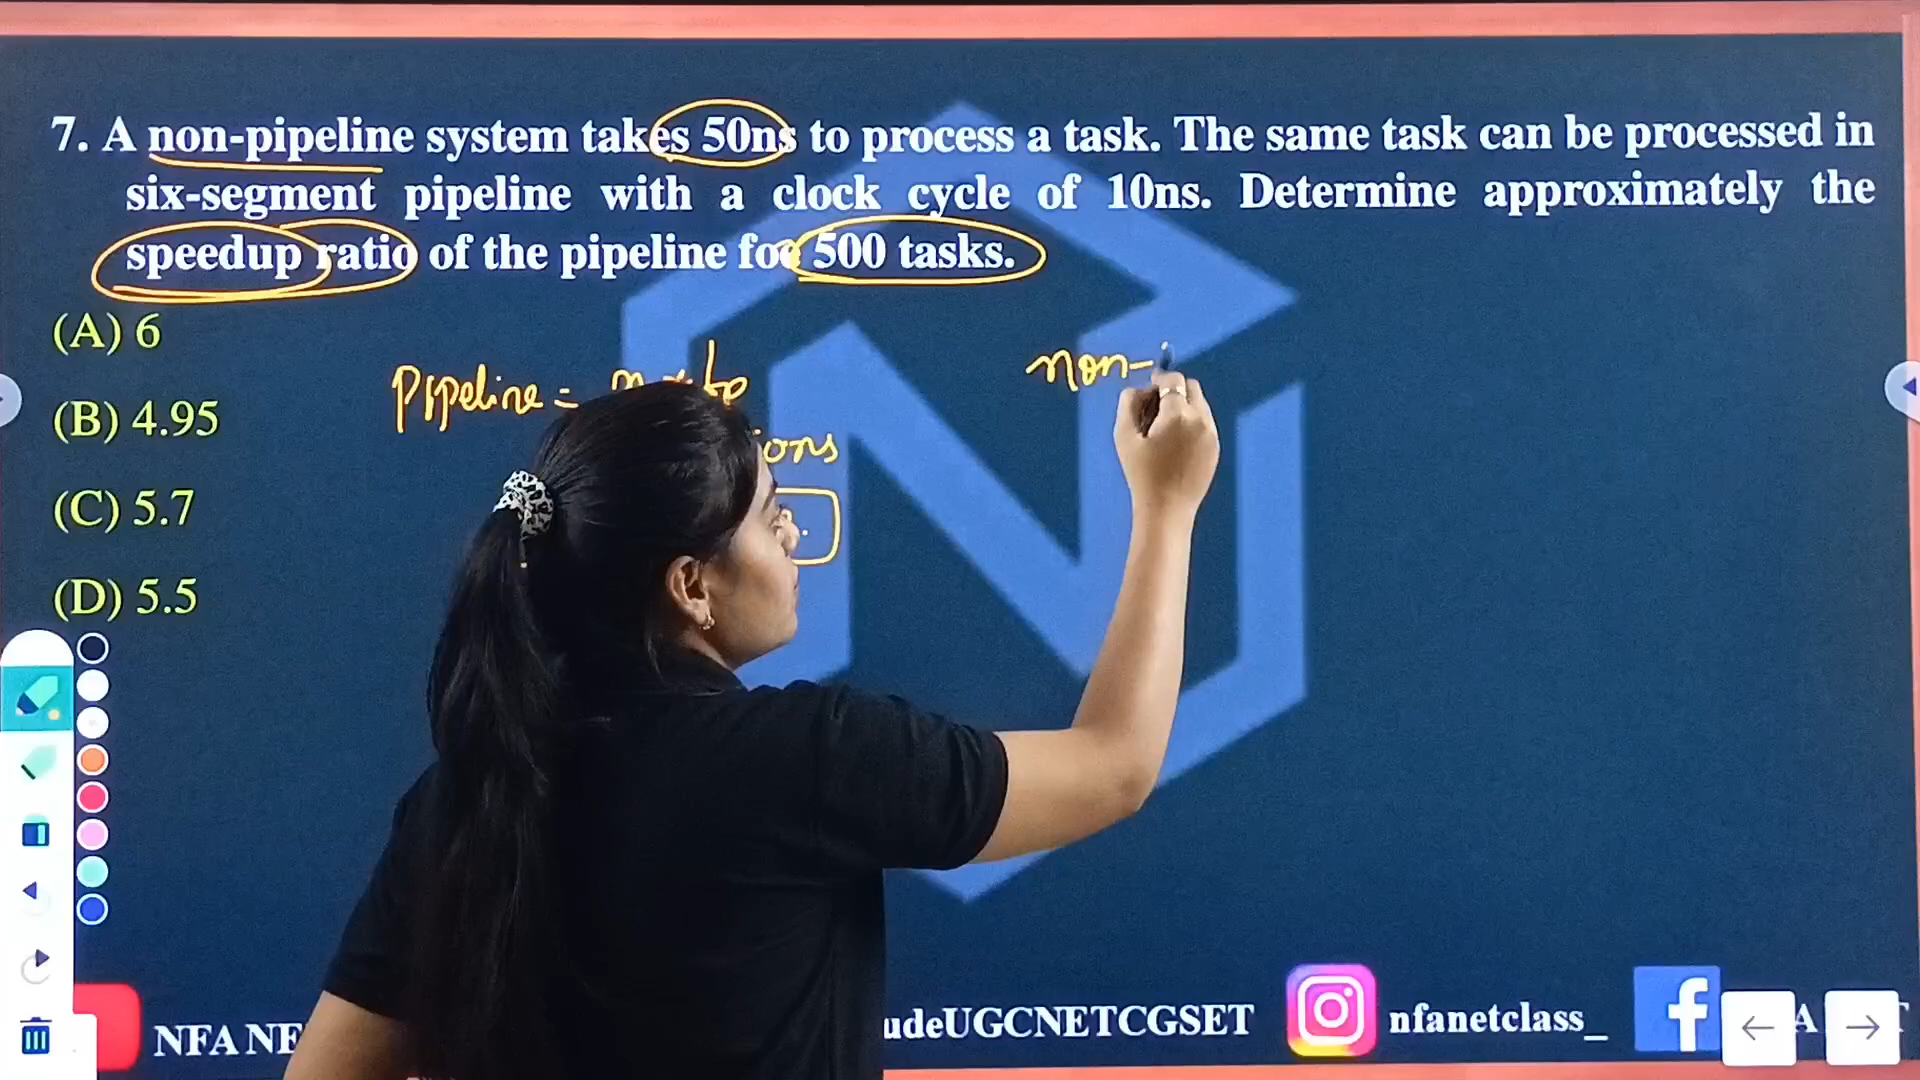 7. A non-pipeline system takes 50ns to process a task. The same task can be processed in
six-segment pipeline with a clock cycle of 10ns. Determine approximately the
speedup ratio of the pipeline for 500 tasks.
(A) 6
(B) 4.95
(C) 5.7
(D) 5.5
Pipeline =
non-
ions
NFA NE
udeUGCNETCGSET
nfanetclass_